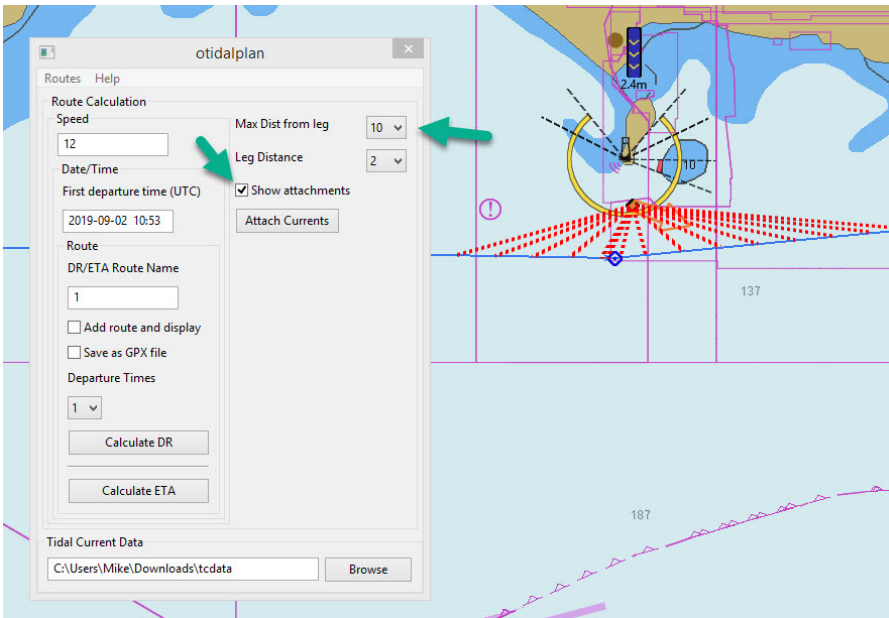 otidalplan
Routes Help
Route Calculation
Speed
12
Date/Time
First departure time (UTC)
2019-09-02 10:53
Route
DR/ETA Route Name
1
Add route and display
Save as GPX file
Departure Times
1
Calculate DR
Calculate ETA
Max Dist from leg
10
Leg Distance
2
Show attachments
Attach Currents
Tidal Current Data
C:\Users\Mike\Downloads\tcdata
Browse
2.4m
10
137
187